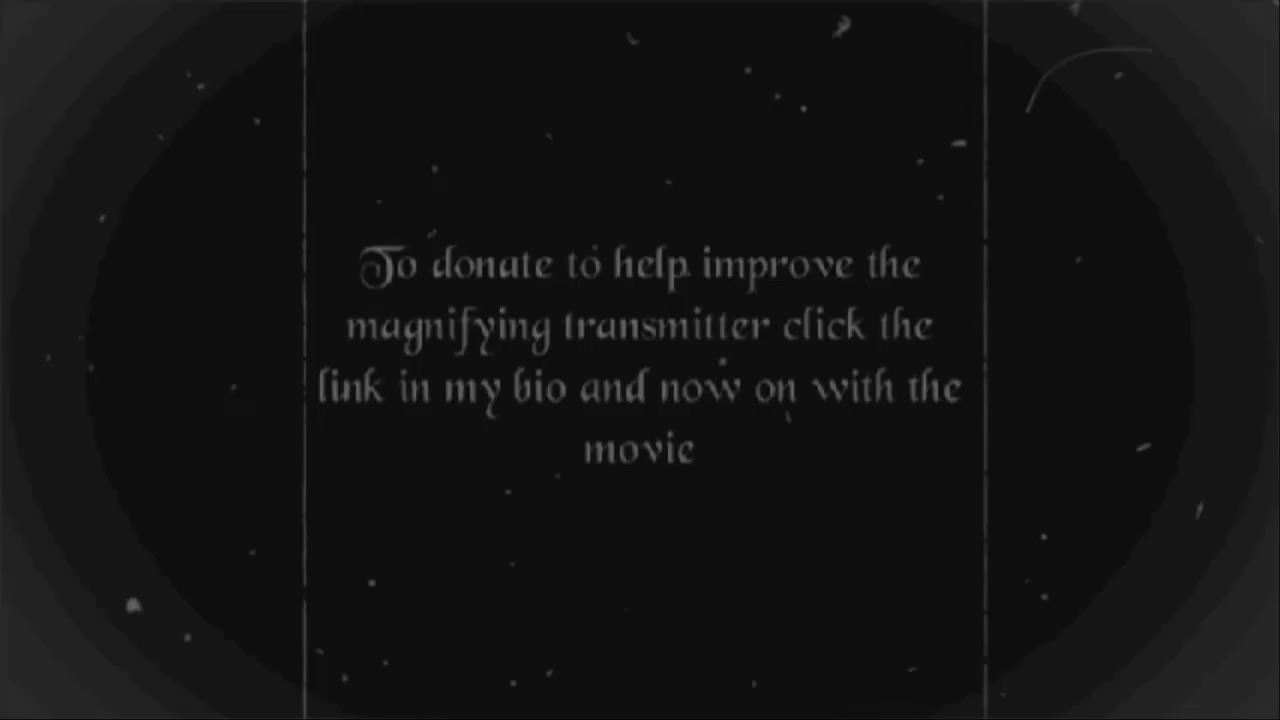 To donate to help improve the
magnifying transmitter click the
link in my bio and now on with the
movie